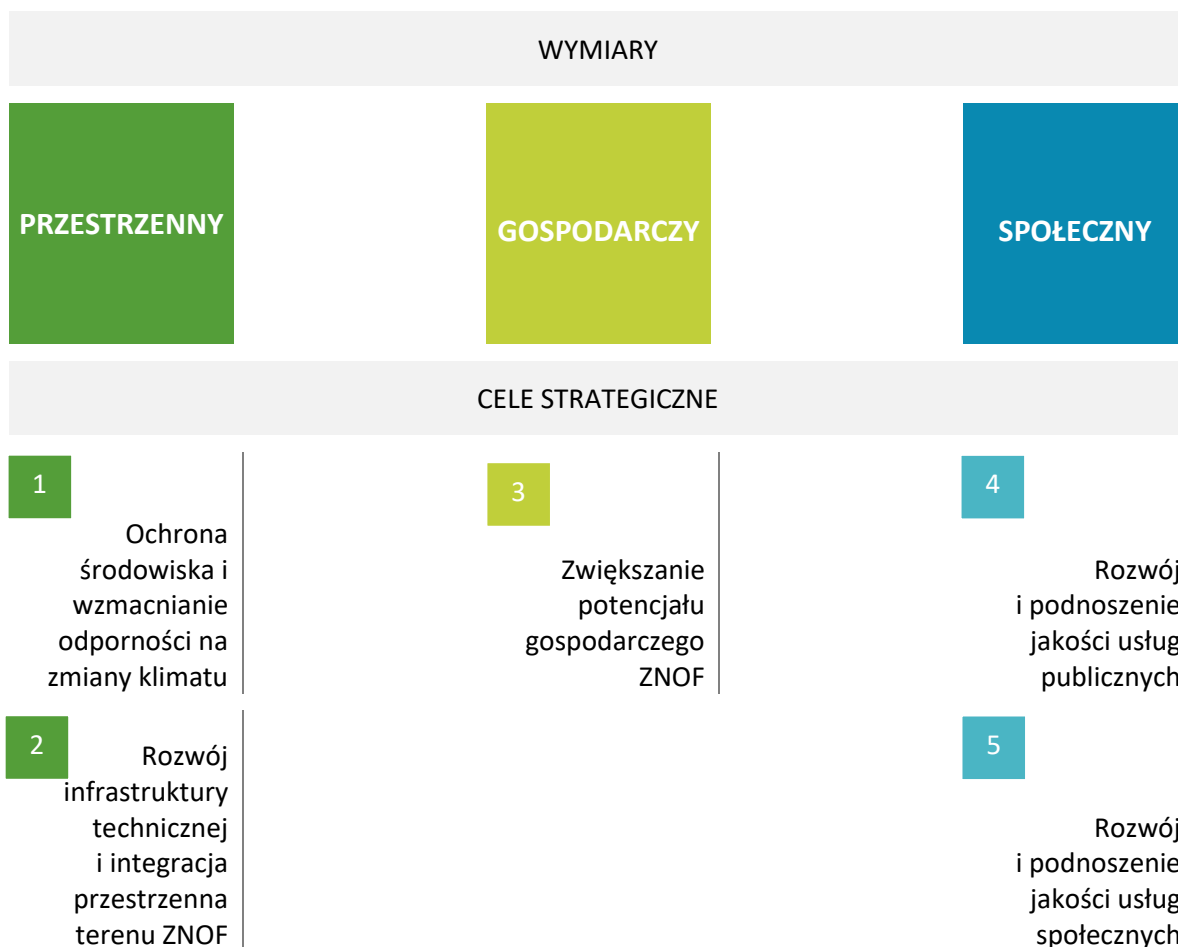 WYMIARY
PRZESTRZENNY
GOSPODARCZY
SPOŁECZNY
CELE STRATEGICZNE
1
Ochrona
środowiska i
wzmacnianie
odporności na
zmiany klimatu
3
Zwiększanie
potencjału
gospodarczego
ZNOF
4
Rozwój
i podnoszenie
jakości usług
publicznych
2
Rozwój
infrastruktury
technicznej
i integracja
przestrzenna
terenu ZNOF
5
Rozwój
i podnoszenie
jakości usług
społecznych